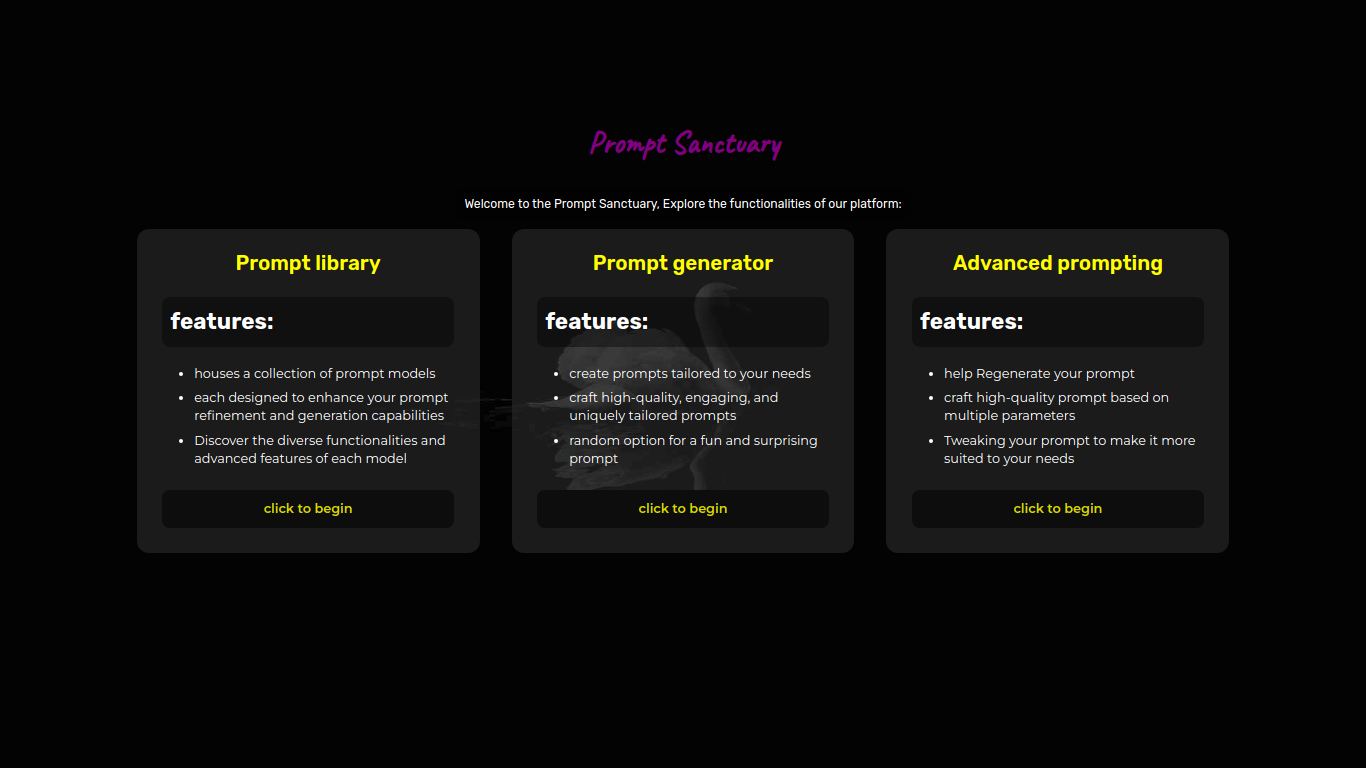 Prompt Sanctuary
Welcome to the Prompt Sanctuary, Explore the functionalities of our platform:
Prompt library
features:
• houses a collection of prompt models
• each designed to enhance your prompt
refinement and generation capabilities
• Discover the diverse functionalities and
advanced features of each model
click to begin
Prompt generator
features:
• create prompts tailored to your needs
• craft high-quality, engaging, and
uniquely tailored prompts
• random option for a fun and surprising
prompt
click to begin
Advanced prompting
features:
• help Regenerate your prompt
• craft high-quality prompt based on
multiple parameters
• Tweaking your prompt to make it more
suited to your needs
click to begin